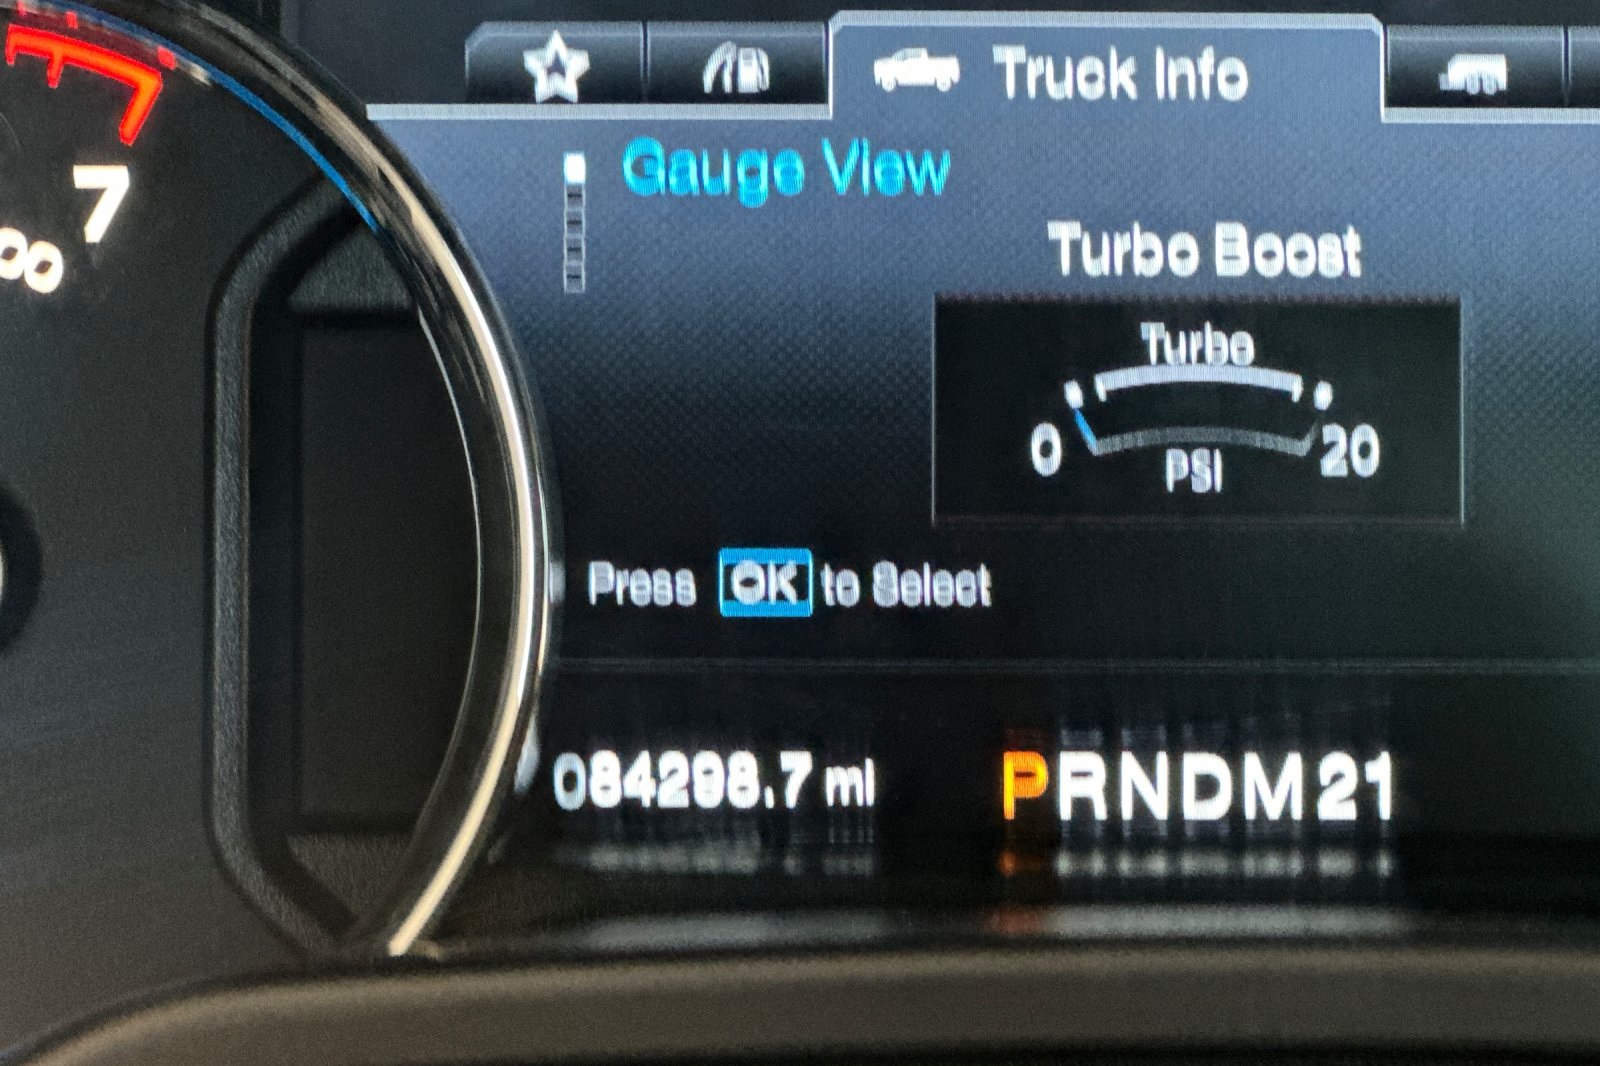 Truck Info
7
00
Gauge View
Turbo Boost
Turbo
0 20
PSI
Press OK to Select
084298.7 mi PRNDM21